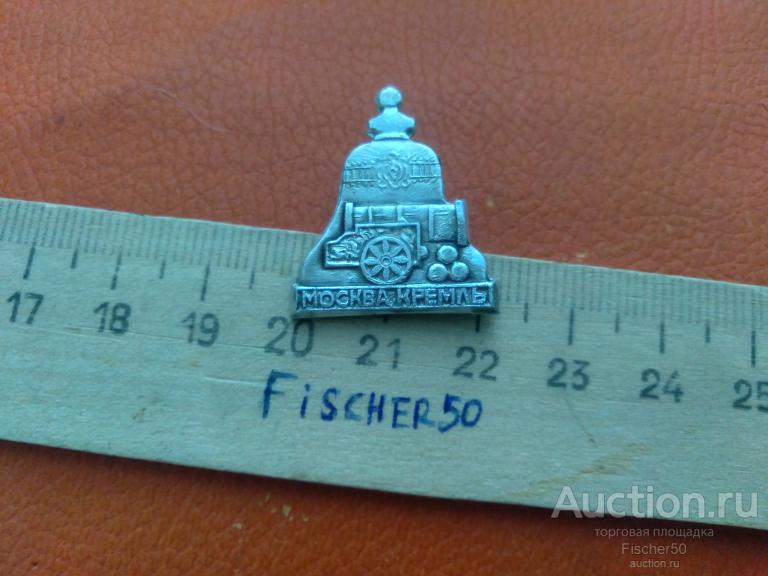 МОСКВА.КРЕМЛЬ
17 18 19 20 21 22 23 24 25
FiSCHER50
Auction.ru
торговая площадка
Fischer50
auction.ru